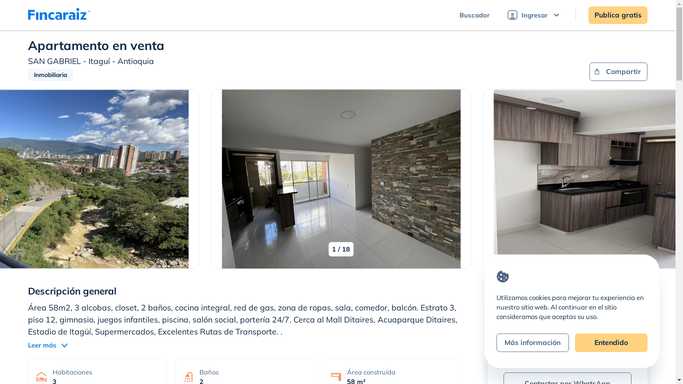 Fincaraiz
Buscador
Ingresar
Publica gratis
Apartamento en venta
SAN GABRIEL - Itaguí - Antioquia
Inmobiliaria
Compartir
1 / 18
Descripción general
Área 58m2, 3 alcobas, closet, 2 baños, cocina integral, red de gas, zona de ropas, sala, comedor, balcón. Estrato 3,
piso 12, gimnasio, juegos infantiles, piscina, salón social, portería 24/7, Cerca al Mall Ditaires, Acuaparque Ditaires,
Estadio de Itagüí, Supermercados, Excelentes Rutas de Transporte. .
Leer más
Habitaciones
3
Baños
2
Área construida
58 m²
Utilizamos cookies para mejorar tu experiencia en
nuestro sitio web. Al continuar en el sitio
consideramos que aceptas su uso.
Más información
Entendido
Contactar por WhatsApp